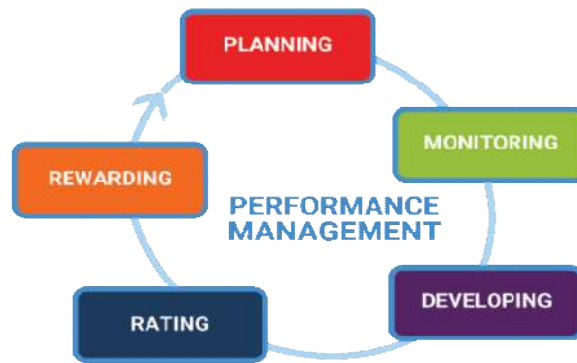 PLANNING
MONITORING
REWARDING
PERFORMANCE
MANAGEMENT
DEVELOPING
RATING